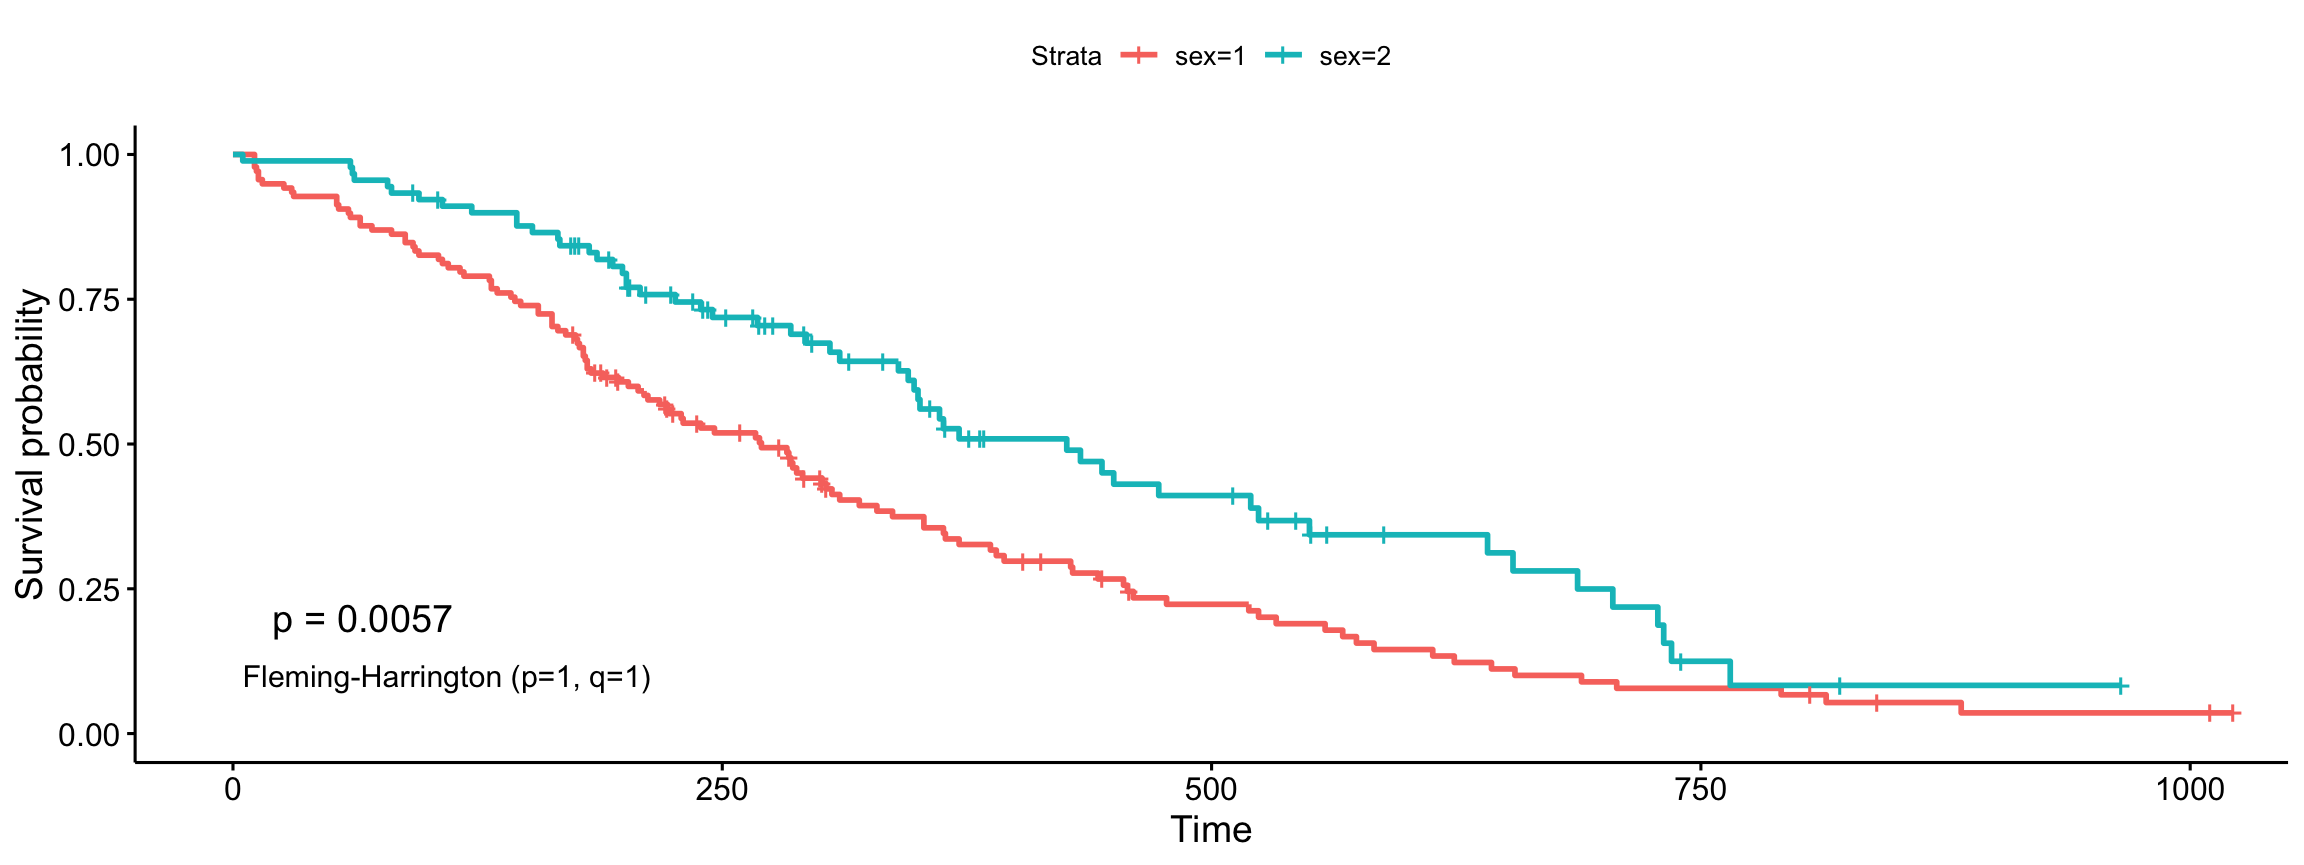 Strata sex=1 sex=2
Survival probability
1.00
0.75
0.50
0.25
0.00
p = 0.0057
Fleming-Harrington (p=1, q=1)
0 250 500 750 1000
Time